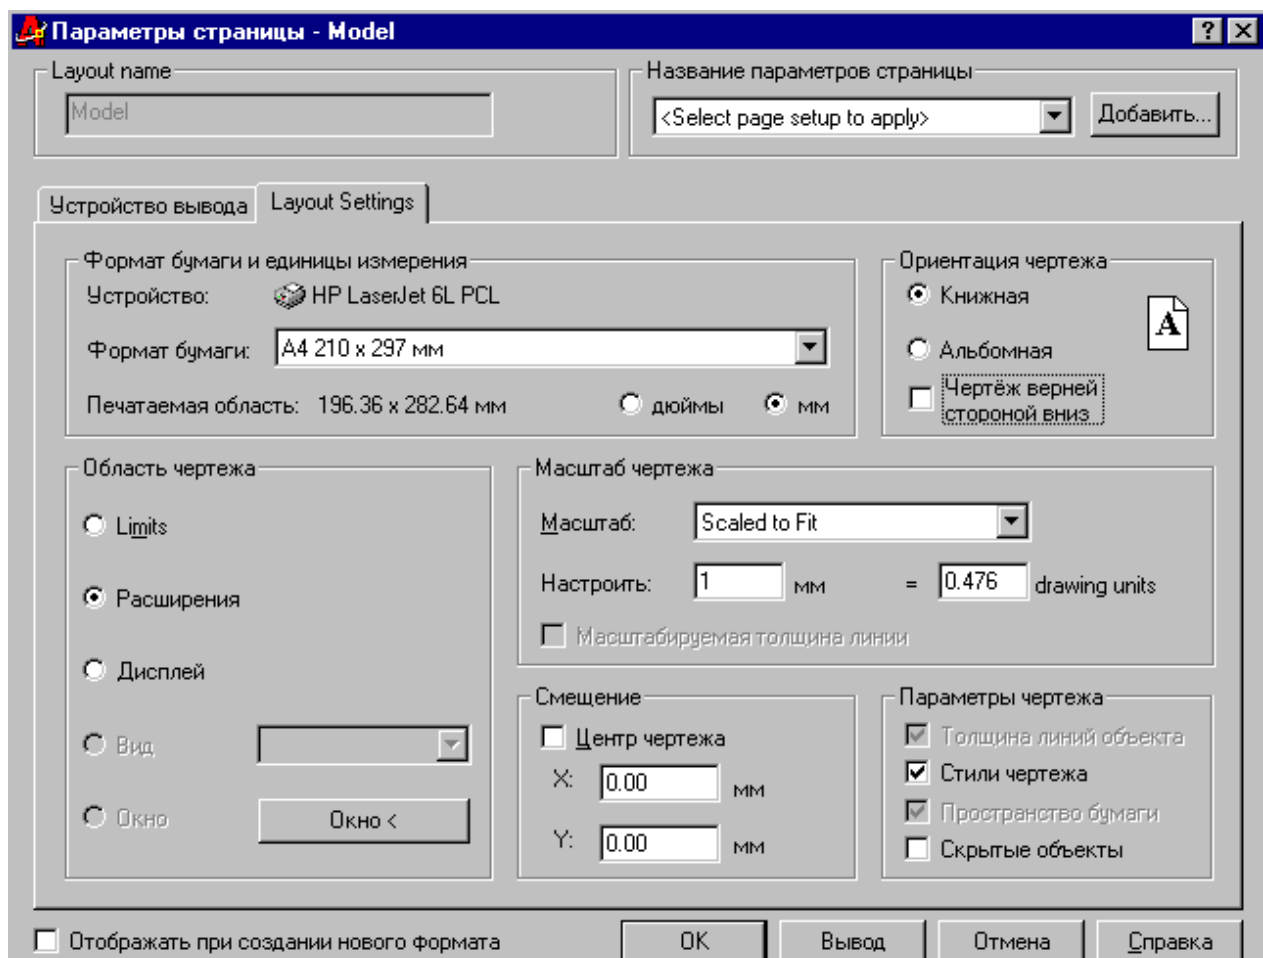 Параметры страницы - Model
Layout name
Model
Название параметров страницы
<Select page setup to apply>
Добавить...
Устройство вывода
Layout Settings
Формат бумаги и единицы измерения
Устройство: HP LaserJet 6L PCL
Формат бумаги: A4 210 x 297 мм
Печатаемая область: 196.36 x 282.64 мм дюймы мм
Ориентация чертежа
Книжная
A
Альбомная
Чертёж верней
стороной вниз
Область чертежа
Limits
Расширения
Дисплей
Вид
Окно
Окно <
Масштаб чертежа
Масштаб: Scaled to Fit
Настроить: 1 мм = 0.476 drawing units
Масштабируемая толщина линии
Смещение
Центр чертежа
X: 0.00 мм
Y: 0.00 мм
Параметры чертежа
Толщина линий объекта
Стили чертежа
Пространство бумаги
Скрытые объекты
Отображать при создании нового формата
OK
Вывод
Отмена
Справка